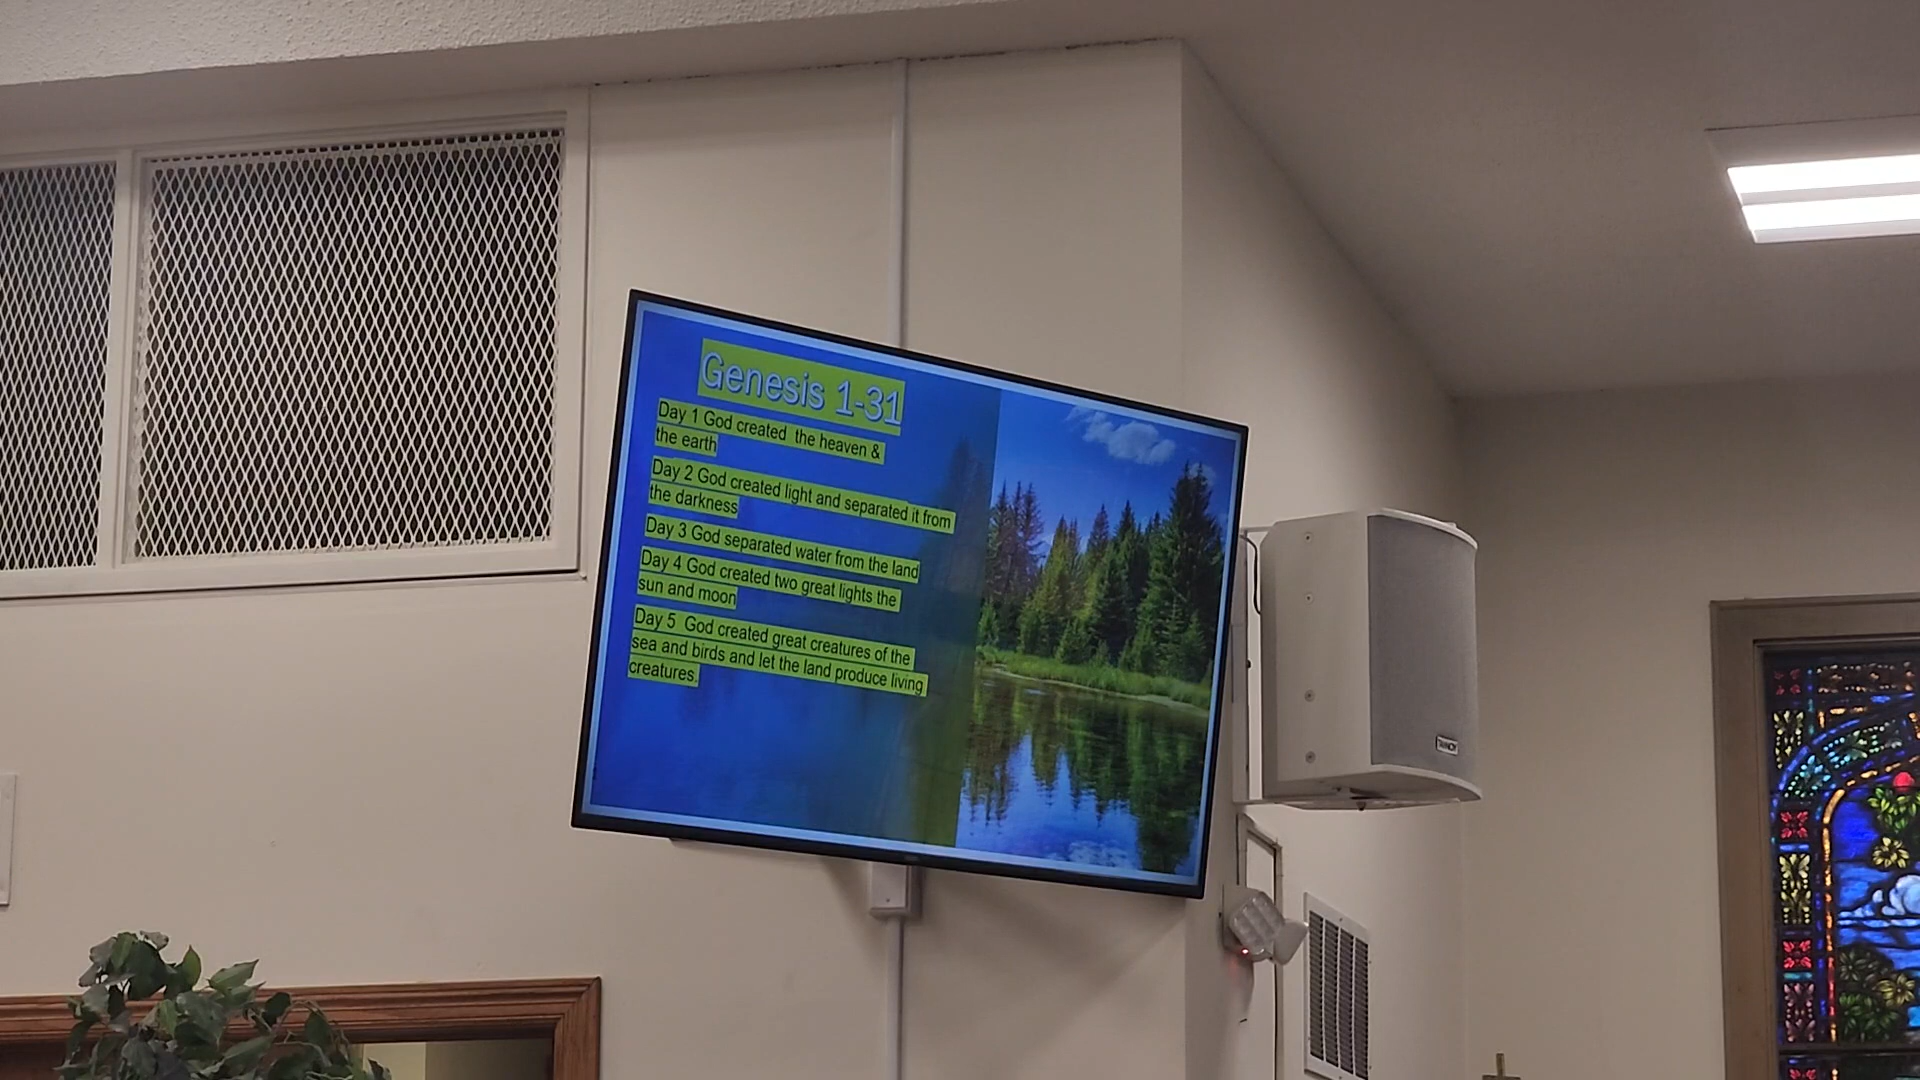 Genesis 1-31
Day 1 God created the heaven &
the earth
Day 2 God created light and separated it from
the darkness
Day 3 God separated water from the land
Day 4 God created two great lights the
sun and moon
Day 5 God created great creatures of the
sea and birds and let the land produce living
creatures.
TANNOY